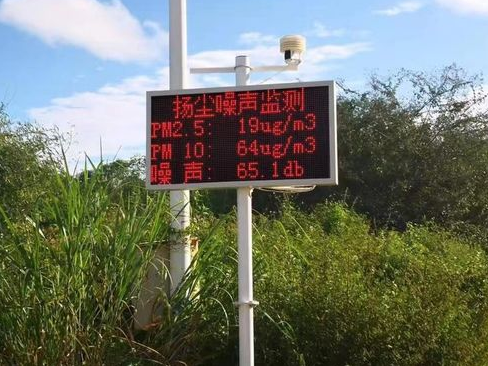 扬尘噪声监测
PM2.5: 19ug/m3
PM 10: 64ug/m3
噪 声: 65.1db